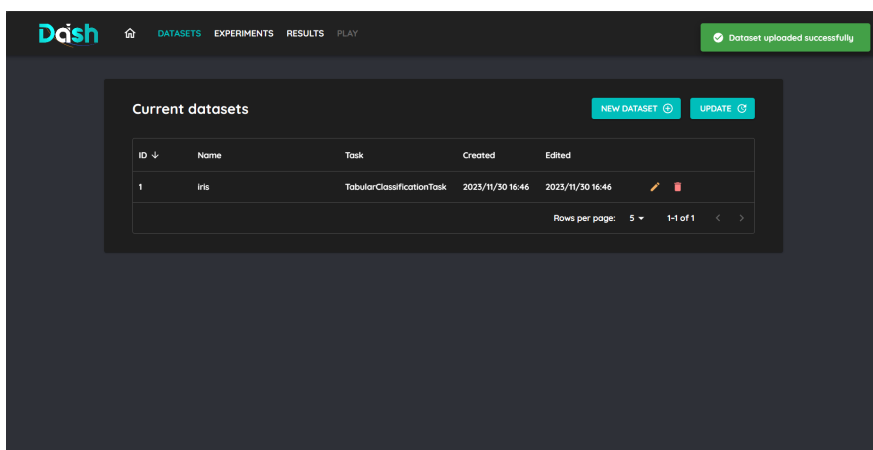 Dash DATASETS EXPERIMENTS RESULTS PLAY
Dataset uploaded successfully
Current datasets NEW DATASET UPDATE
ID Name Task Created Edited
1 iris TabularClassificationTask 2023/11/30 16:46 2023/11/30 16:46
Rows per page: 5 1-1 of 1